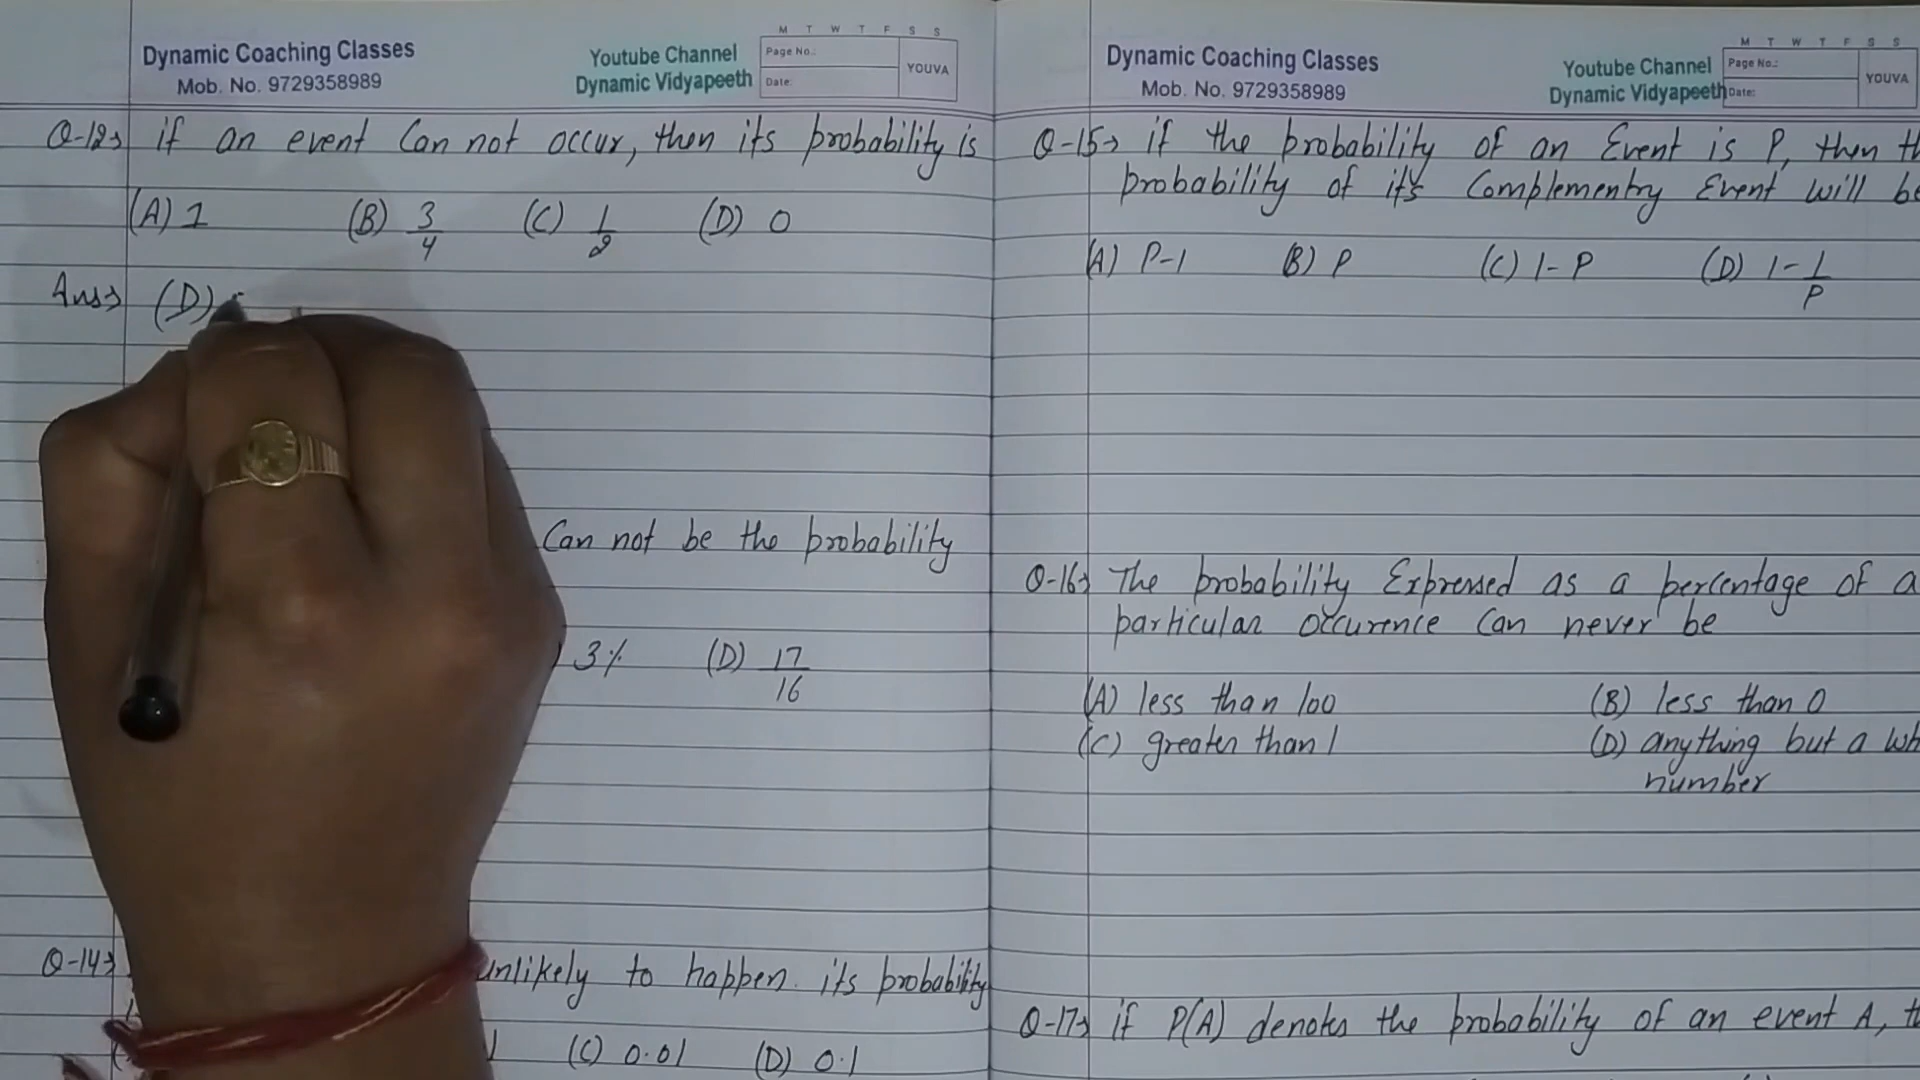 Dynamic Coaching Classes
Mob. No. 9729358989
Youtube Channel
Dynamic Vidyapeeth
M T W T F S S
Page No.:
Date:
YOUVA
Q-12→ if an event Can not occur, then its probability is
(A) 1 (B) 3/4 (C) 1/2 (D) 0
Ans→ (D)
Can not be the probability
) 3% (D) 17/16
Q-14→ unlikely to happen. its probability
(C) 0.01 (D) 0.1
Dynamic Coaching Classes
Mob. No. 9729358989
Youtube Channel
Dynamic Vidyapeeth
M T W T F S S
Page No.:
Date:
YOUVA
Q-15→ if the probability of an Event is P, then th
probability of it's Complementry Event will be
(A) P-1 (B) P (C) 1-P (D) 1-1/P
Q-16→ The probability Expressed as a percentage of a
particular occurence Can never be
(A) less than 100 (B) less than 0
(C) greater than 1 (D) anything but a wh
number
Q-17→ if P(A) denotes the probability of an event A, t